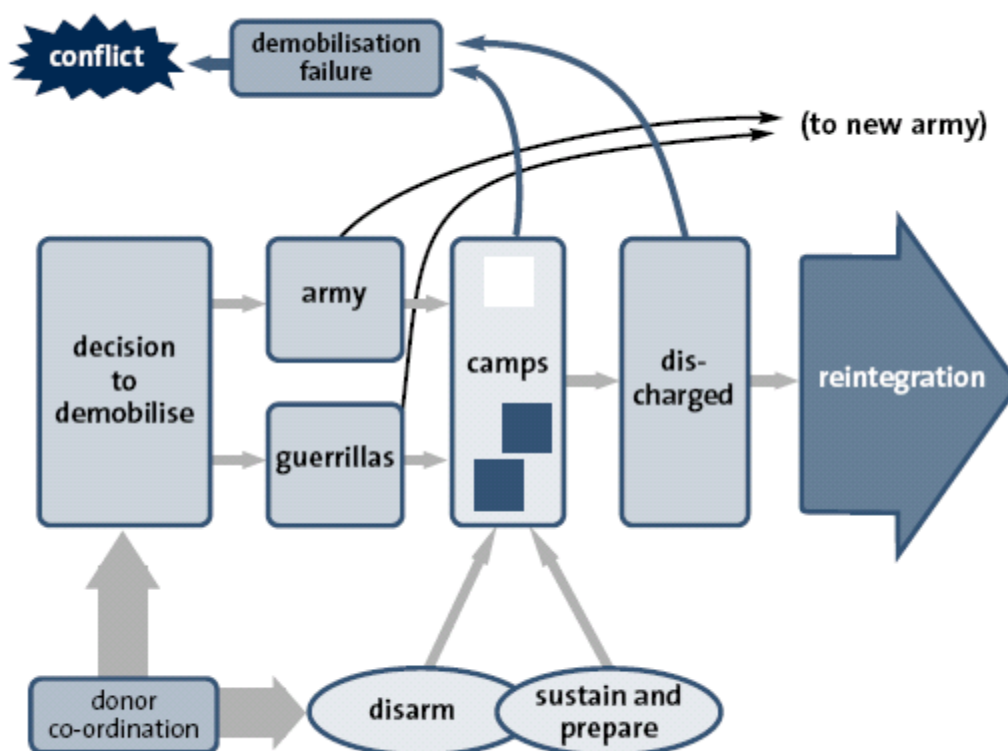 conflict
demobilisation
failure
(to new army)
decision
to
demobilise
army
guerrillas
camps
dis-
charged
reintegration
donor
co-ordination
disarm
sustain and
prepare